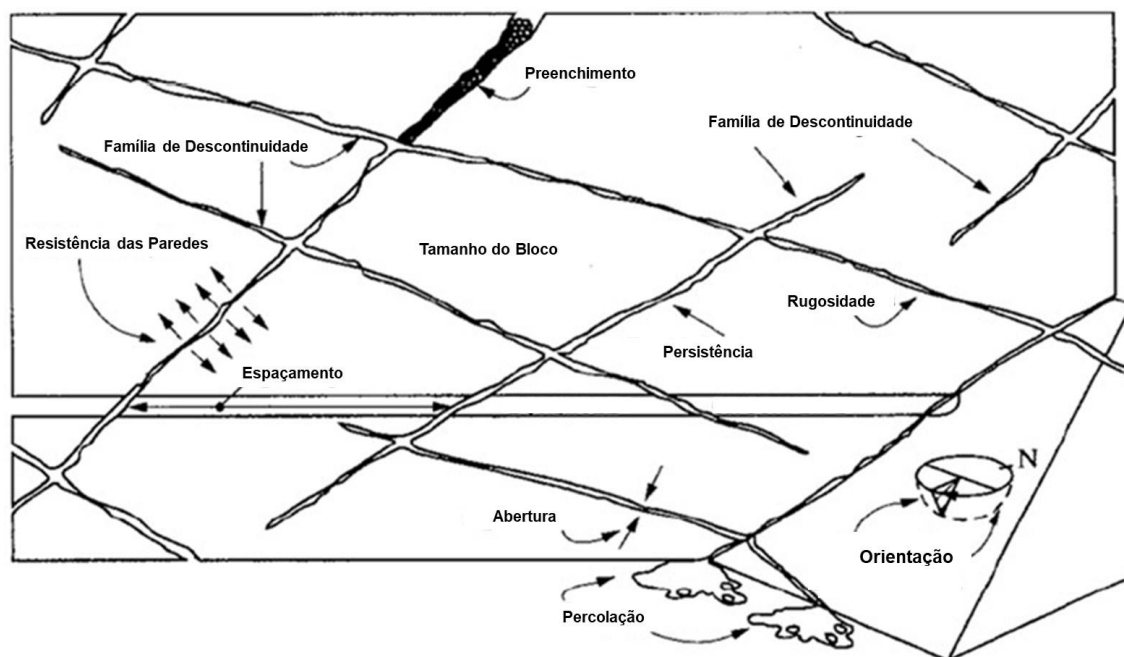 Preenchimento
Família de Descontinuidade
Família de Descontinuidade
Resistência das Paredes
Tamanho do Bloco
Rugosidade
Persistência
Espaçamento
N
Abertura
Orientação
Percolação